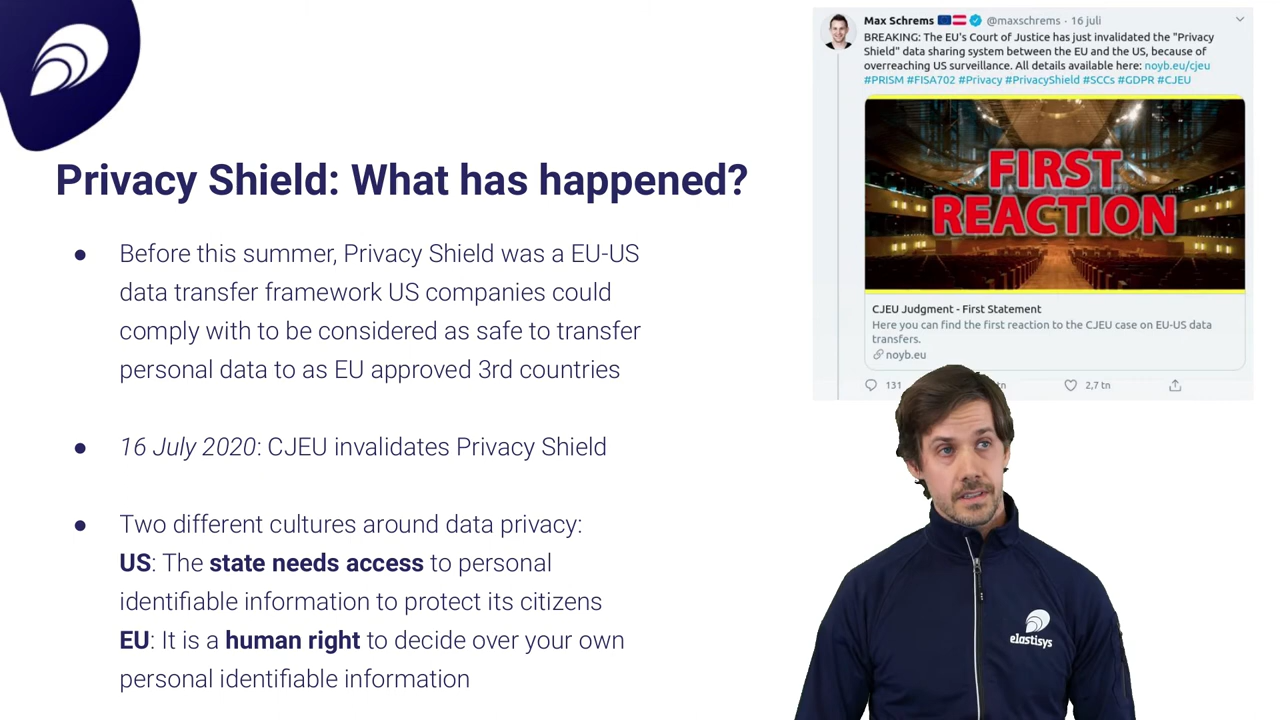 Max Schrems @maxschrems · 16 juli
BREAKING: The EU's Court of Justice has just invalidated the "Privacy
Shield" data sharing system between the EU and the US, because of
overreaching US surveillance. All details available here: noyb.eu/cjeu
#PRISM #FISA702 #Privacy #PrivacyShield #SCCs #GDPR #CJEU
FIRST
REACTION
CJEU Judgment - First Statement
Here you can find the first reaction to the CJEU case on EU-US data
transfers.
noyb.eu
131 tn 2,7 tn
Privacy Shield: What has happened?
● Before this summer, Privacy Shield was a EU-US
data transfer framework US companies could
comply with to be considered as safe to transfer
personal data to as EU approved 3rd countries
● 16 July 2020: CJEU invalidates Privacy Shield
● Two different cultures around data privacy:
US: The state needs access to personal
identifiable information to protect its citizens
EU: It is a human right to decide over your own
personal identifiable information
elastisys